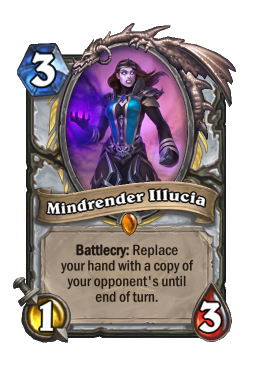 3
Mindrender Illucia
Battlecry: Replace
your hand with a copy of
your opponent's until
end of turn.
1
3